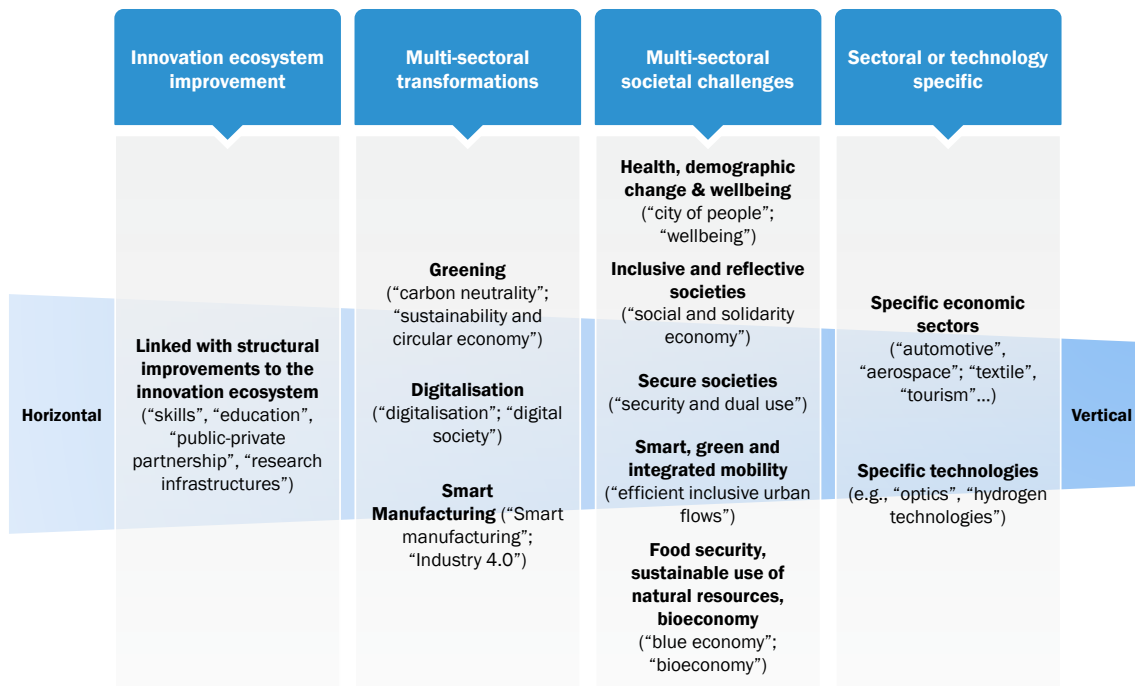 Innovation ecosystem
improvement
Multi-sectoral
transformations
Multi-sectoral
societal challenges
Sectoral or technology
specific
Horizontal
Linked with structural
improvements to the
innovation ecosystem
(“skills”, “education”,
“public-private
partnership”, “research
infrastructures”)
Greening
(“carbon neutrality”;
“sustainability and
circular economy”)
Digitalisation
(“digitalisation”; “digital
society”)
Smart
Manufacturing (“Smart
manufacturing”;
“Industry 4.0”)
Health, demographic
change & wellbeing
(“city of people”;
“wellbeing”)
Inclusive and reflective
societies
(“social and solidarity
economy”)
Secure societies
(“security and dual use”)
Smart, green and
integrated mobility
(“efficient inclusive urban
flows”)
Food security,
sustainable use of
natural resources,
bioeconomy
(“blue economy”;
“bioeconomy”)
Specific economic
sectors
(“automotive”,
“aerospace”; “textile”,
“tourism”...)
Specific technologies
(e.g., “optics”, “hydrogen
technologies”)
Vertical